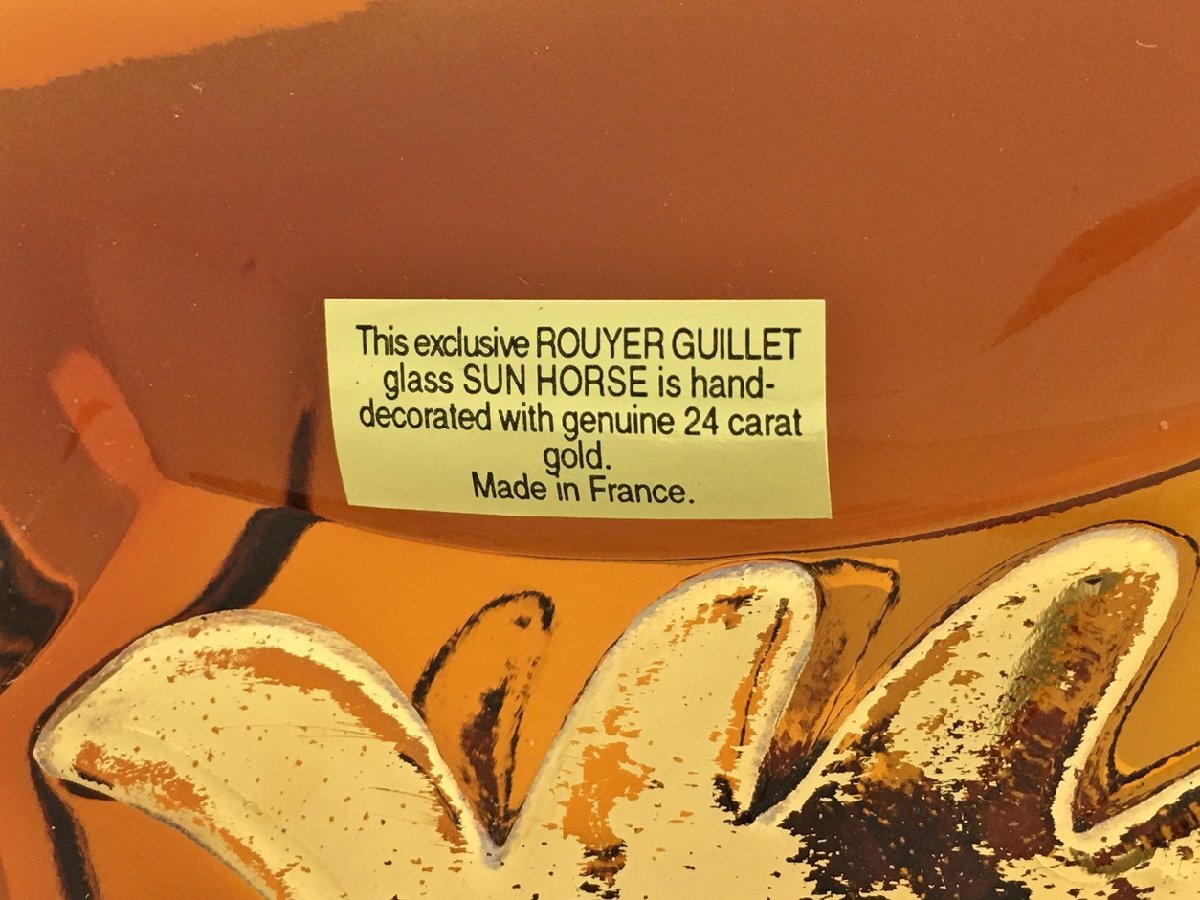 This exclusive ROUYER GUILLET
glass SUN HORSE is hand-
decorated with genuine 24 carat
gold.
Made in France.